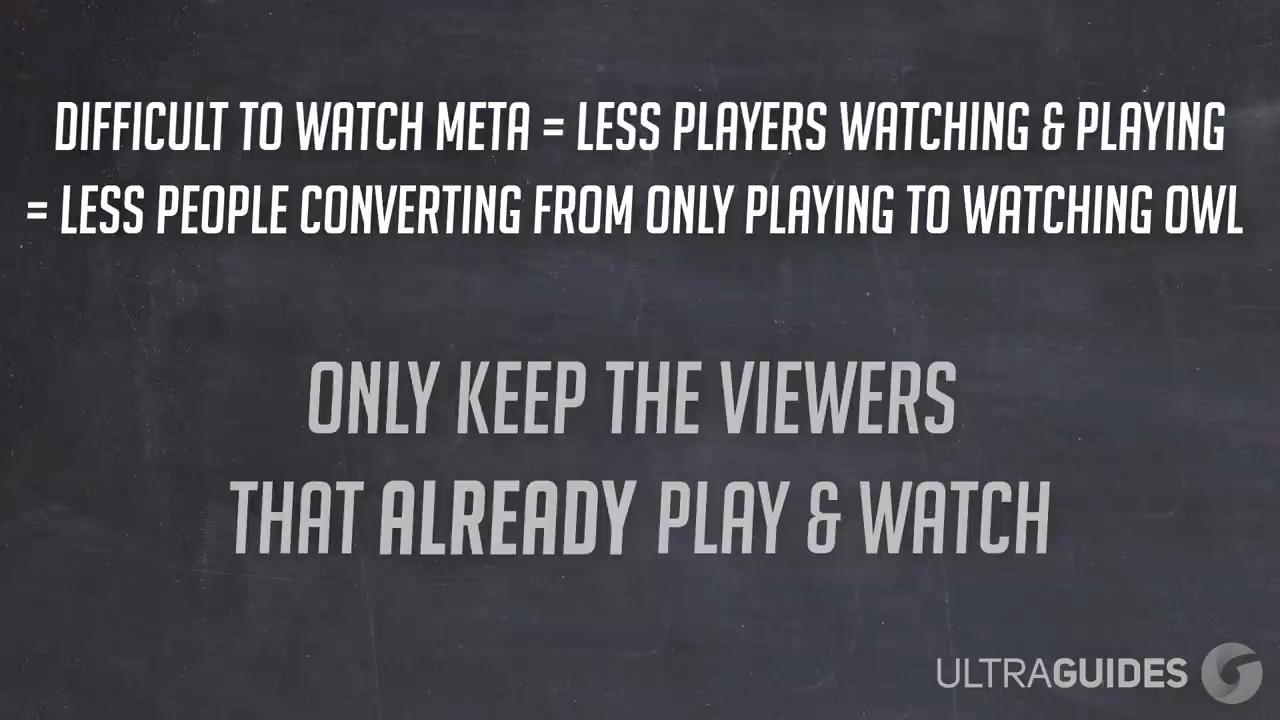 DIFFICULT TO WATCH META = LESS PLAYERS WATCHING & PLAYING
= LESS PEOPLE CONVERTING FROM ONLY PLAYING TO WATCHING OWL
ONLY KEEP THE VIEWERS
THAT ALREADY PLAY & WATCH
ULTRAGUIDES